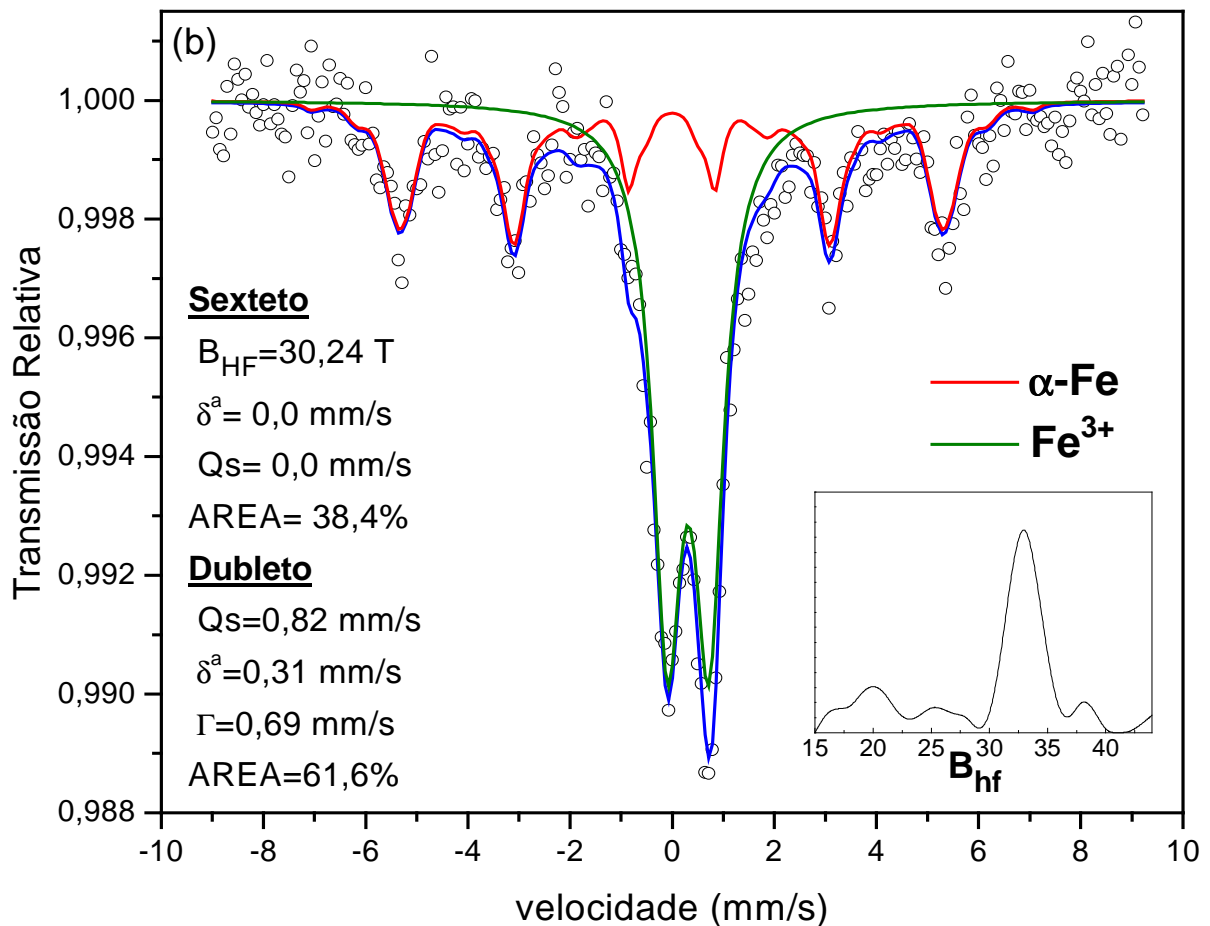 (b)
Transmissão Relativa
1,000
0,998
0,996
0,994
0,992
0,990
0,988
Sexteto
B_HF=30,24 T
δ^a= 0,0 mm/s
Qs= 0,0 mm/s
AREA= 38,4%
Dubleto
Qs=0,82 mm/s
δ^a=0,31 mm/s
Γ=0,69 mm/s
AREA=61,6%
α-Fe
Fe^3+
15 20 25 30 35 40
B_hf
-10 -8 -6 -4 -2 0 2 4 6 8 10
velocidade (mm/s)